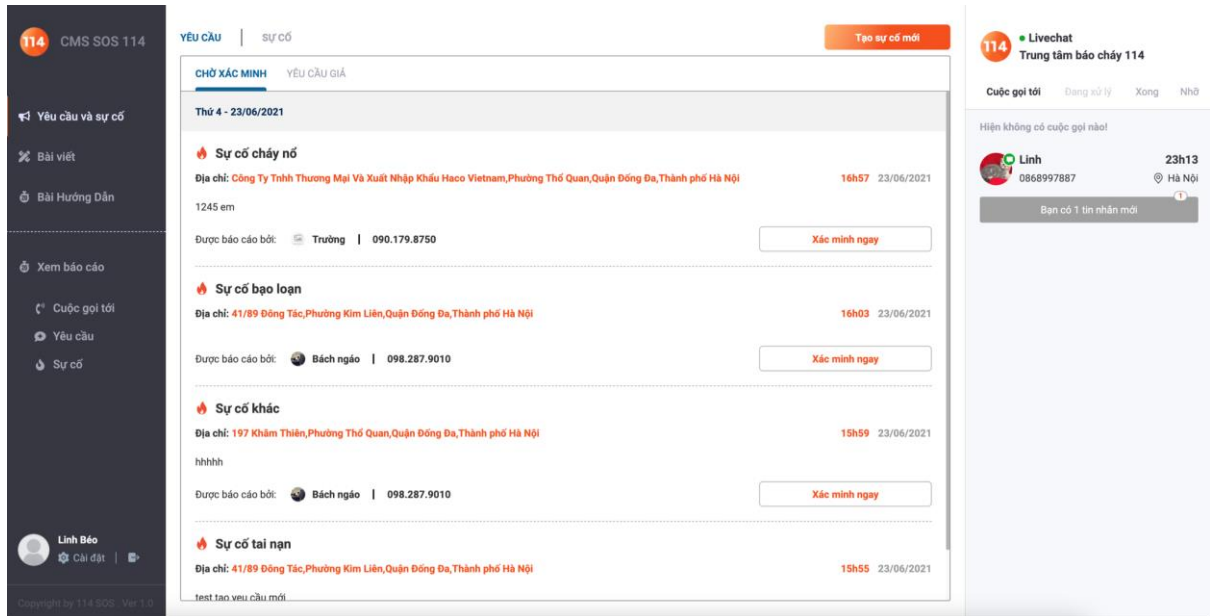 114 CMS SOS 114
Yêu cầu và sự cố
Bài viết
Bài Hướng Dẫn
Xem báo cáo
Cuộc gọi tới
Yêu cầu
Sự cố
Linh Béo
Cài đặt |
Copyright by 114 SOS - Ver 1.0
YÊU CẦU | SỰ CỐ
Tạo sự cố mới
CHỜ XÁC MINH YÊU CẦU GIẢ
Thứ 4 - 23/06/2021
Sự cố cháy nổ
Địa chỉ: Công Ty Tnhh Thương Mại Và Xuất Nhập Khẩu Haco Vietnam,Phường Thổ Quan,Quận Đống Đa,Thành phố Hà Nội 16h57 23/06/2021
1245 em
Được báo cáo bởi: Trường | 090.179.8750 Xác minh ngay
Sự cố bạo loạn
Địa chỉ: 41/89 Đông Tác,Phường Kim Liên,Quận Đống Đa,Thành phố Hà Nội 16h03 23/06/2021
Được báo cáo bởi: Bách ngáo | 098.287.9010 Xác minh ngay
Sự cố khác
Địa chỉ: 197 Khâm Thiên,Phường Thổ Quan,Quận Đống Đa,Thành phố Hà Nội 15h59 23/06/2021
hhhhh
Được báo cáo bởi: Bách ngáo | 098.287.9010 Xác minh ngay
Sự cố tai nạn
Địa chỉ: 41/89 Đông Tác,Phường Kim Liên,Quận Đống Đa,Thành phố Hà Nội 15h55 23/06/2021
test tao yeu cầu mới
114 Livechat
Trung tâm báo cháy 114
Cuộc gọi tới Đang xử lý Xong Nhỡ
Hiện không có cuộc gọi nào!
Linh 23h13
0868997887 Hà Nội
Bạn có 1 tin nhắn mới 1